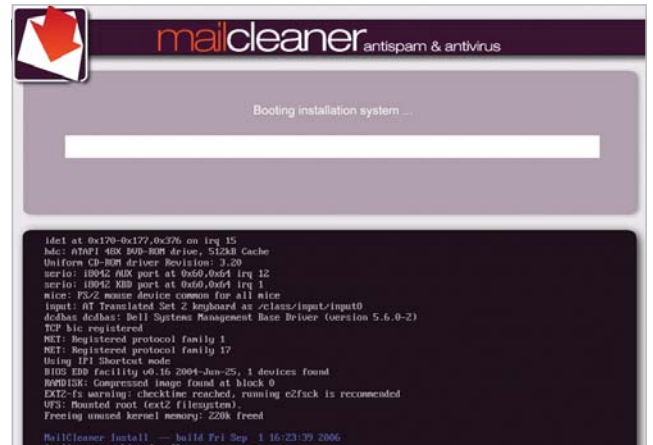 mailcleaner antispam & antivirus
Booting installation system ...
ide1 at 0x170-0x177,0x376 on irq 15
hdc: ATAPI 48X DVD-ROM drive, 512kB Cache
Uniform CD-ROM driver Revision: 3.20
serio: i8042 AUX port at 0x60,0x64 irq 12
serio: i8042 KBD port at 0x60,0x64 irq 1
mice: PS/2 mouse device common for all mice
input: AT Translated Set 2 keyboard as /class/input/input0
dcdbas dcdbas: Dell Systems Management Base Driver (version 5.6.0-2)
TCP bic registered
NET: Registered protocol family 1
NET: Registered protocol family 17
Using IPI Shortcut mode
BIOS EDD facility v0.16 2004-Jun-25, 1 devices found
RAMDISK: Compressed image found at block 0
EXT2-fs warning: checktime reached, running e2fsck is recommended
VFS: Mounted root (ext2 filesystem).
Freeing unused kernel memory: 220k freed
MailCleaner Install -- build Fri Sep 1 16:23:39 2006